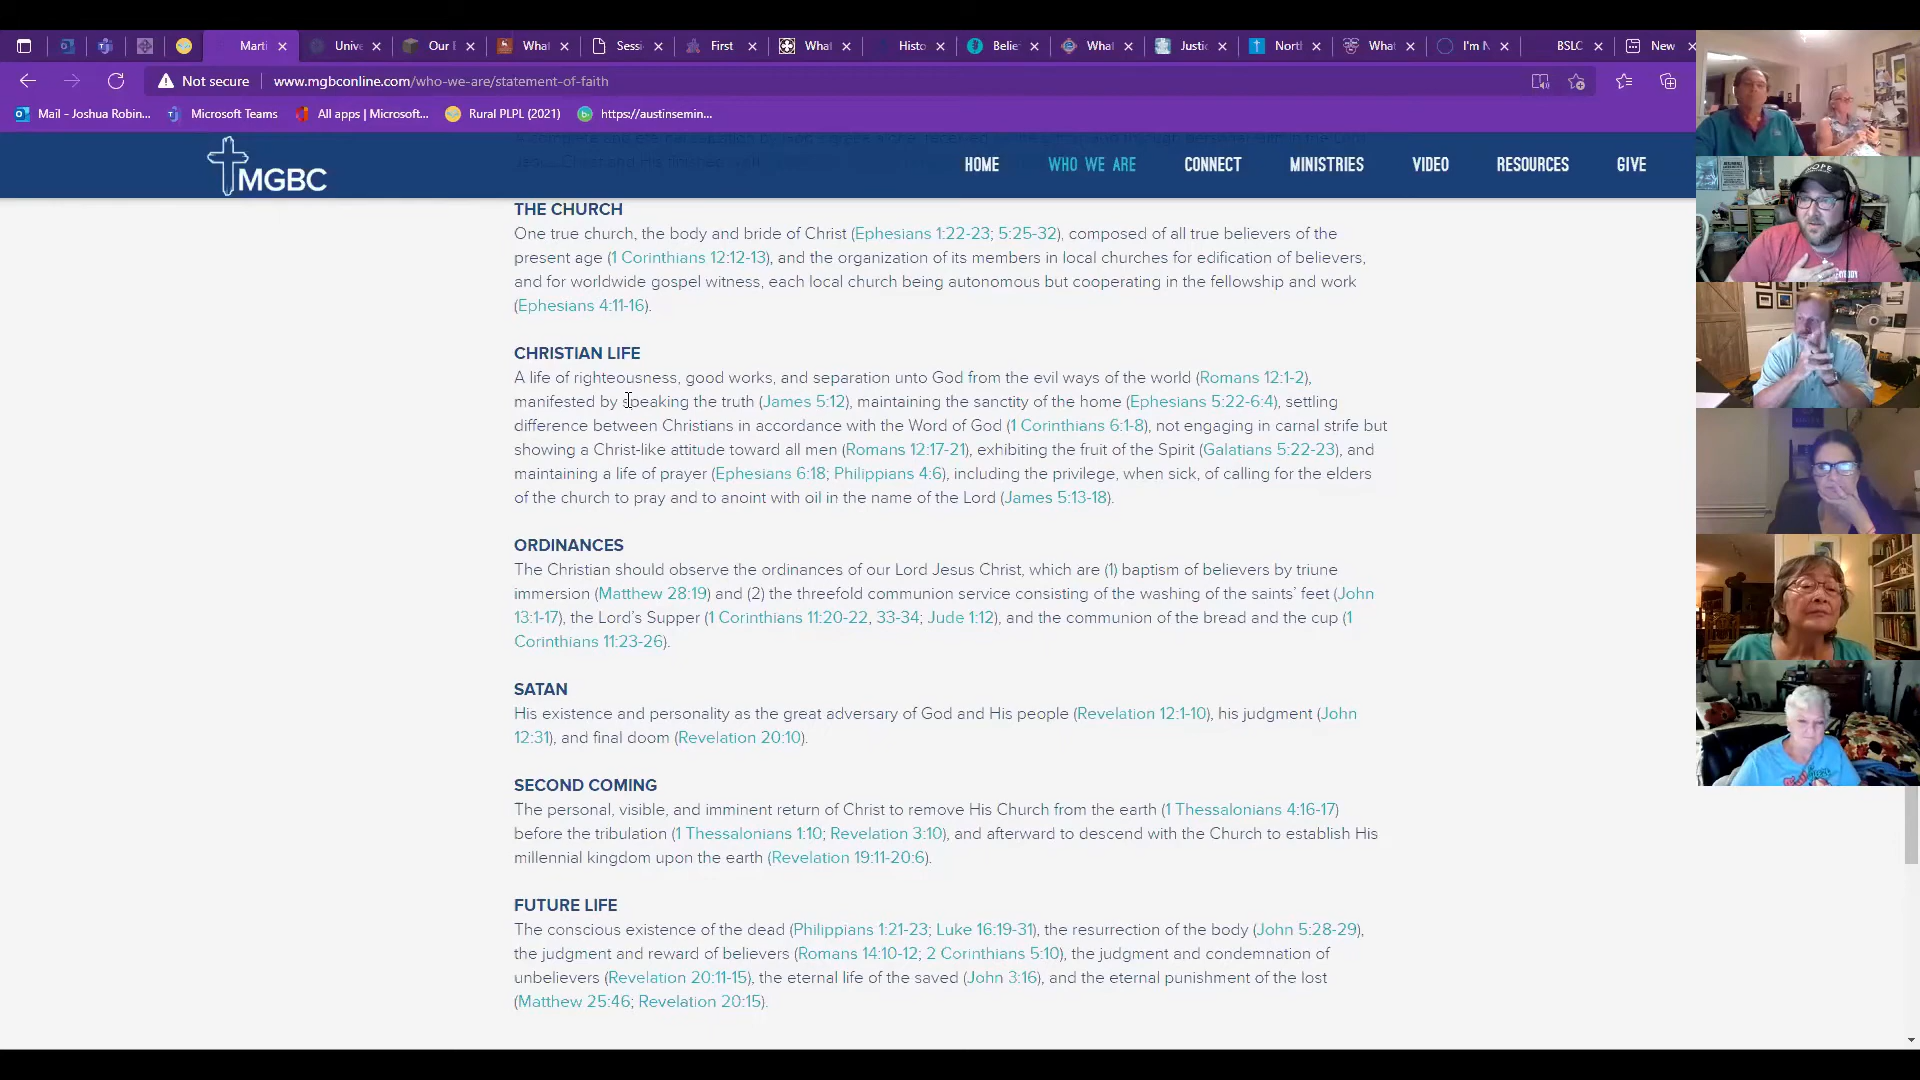 Marti
Unive
Our E
What
Sessi
First
What
Histo
Belie
What
Justic
North
What
I'm N
BSLC
New
Not secure
www.mgbconline.com/who-we-are/statement-of-faith
Mail - Joshua Robin...
Microsoft Teams
All apps | Microsoft...
Rural PLPL (2021)
https://austinsemin...
MGBC
HOME
WHO WE ARE
CONNECT
MINISTRIES
VIDEO
RESOURCES
GIVE
THE CHURCH
One true church, the body and bride of Christ (Ephesians 1:22-23; 5:25-32), composed of all true believers of the
present age (1 Corinthians 12:12-13), and the organization of its members in local churches for edification of believers,
and for worldwide gospel witness, each local church being autonomous but cooperating in the fellowship and work
(Ephesians 4:11-16).
CHRISTIAN LIFE
A life of righteousness, good works, and separation unto God from the evil ways of the world (Romans 12:1-2),
manifested by speaking the truth (James 5:12), maintaining the sanctity of the home (Ephesians 5:22-6:4), settling
difference between Christians in accordance with the Word of God (1 Corinthians 6:1-8), not engaging in carnal strife but
showing a Christ-like attitude toward all men (Romans 12:17-21), exhibiting the fruit of the Spirit (Galatians 5:22-23), and
maintaining a life of prayer (Ephesians 6:18; Philippians 4:6), including the privilege, when sick, of calling for the elders
of the church to pray and to anoint with oil in the name of the Lord (James 5:13-18).
ORDINANCES
The Christian should observe the ordinances of our Lord Jesus Christ, which are (1) baptism of believers by triune
immersion (Matthew 28:19) and (2) the threefold communion service consisting of the washing of the saints' feet (John
13:1-17), the Lord's Supper (1 Corinthians 11:20-22, 33-34; Jude 1:12), and the communion of the bread and the cup (1
Corinthians 11:23-26).
SATAN
His existence and personality as the great adversary of God and His people (Revelation 12:1-10), his judgment (John
12:31), and final doom (Revelation 20:10).
SECOND COMING
The personal, visible, and imminent return of Christ to remove His Church from the earth (1 Thessalonians 4:16-17)
before the tribulation (1 Thessalonians 1:10; Revelation 3:10), and afterward to descend with the Church to establish His
millennial kingdom upon the earth (Revelation 19:11-20:6).
FUTURE LIFE
The conscious existence of the dead (Philippians 1:21-23; Luke 16:19-31), the resurrection of the body (John 5:28-29),
the judgment and reward of believers (Romans 14:10-12; 2 Corinthians 5:10), the judgment and condemnation of
unbelievers (Revelation 20:11-15), the eternal life of the saved (John 3:16), and the eternal punishment of the lost
(Matthew 25:46; Revelation 20:15).